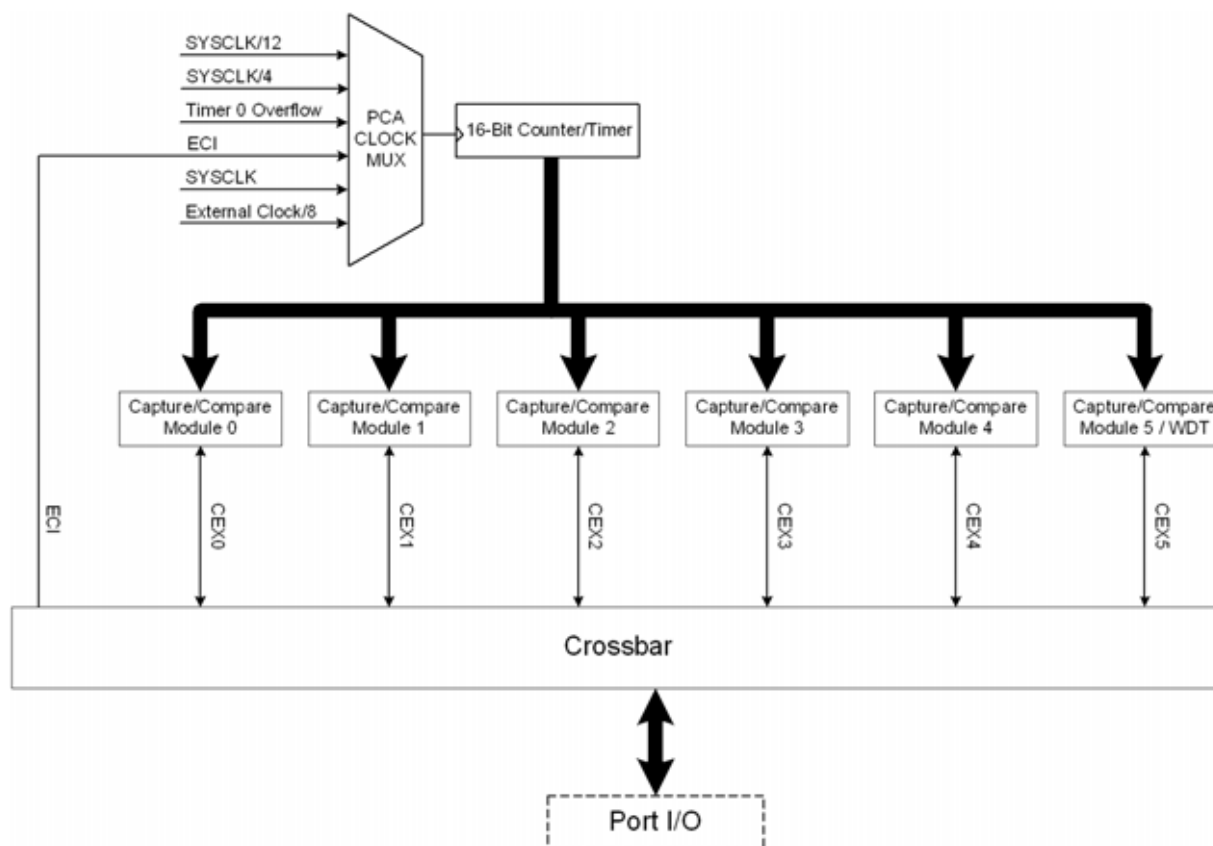 SYSCLK/12
SYSCLK/4
Timer 0 Overflow
ECI
SYSCLK
External Clock/8
PCA
CLOCK
MUX
16-Bit Counter/Timer
Capture/Compare
Module 0
Capture/Compare
Module 1
Capture/Compare
Module 2
Capture/Compare
Module 3
Capture/Compare
Module 4
Capture/Compare
Module 5 / WDT
ECI
CEX0
CEX1
CEX2
CEX3
CEX4
CEX5
Crossbar
Port I/O